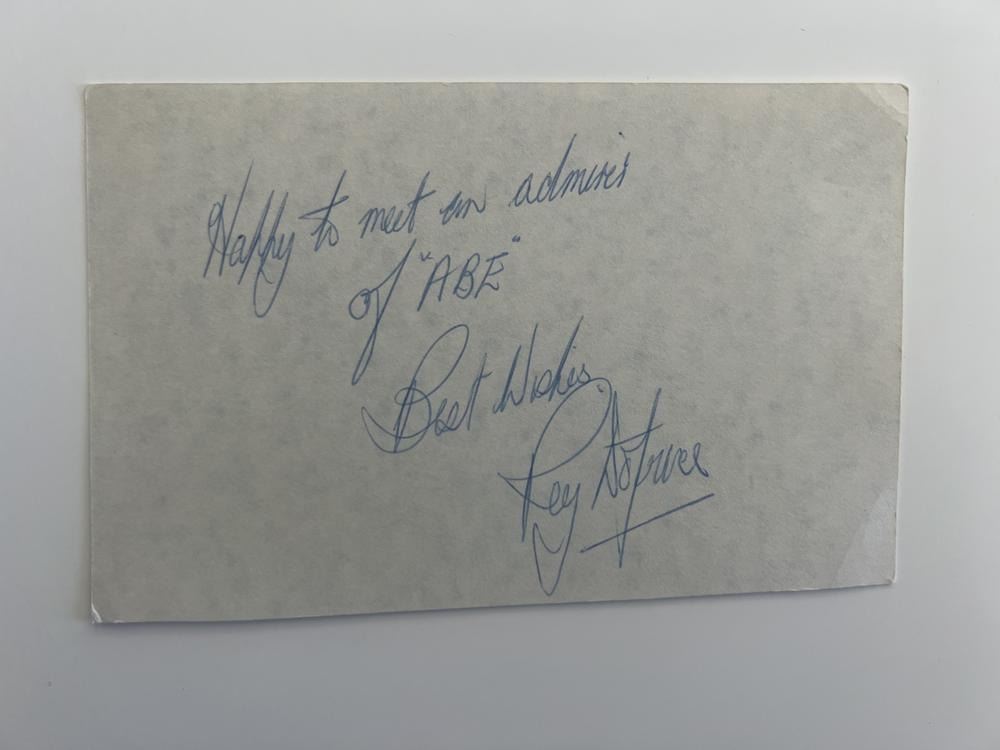 Happy to meet an admirer
of "ABE"
Best Wishes